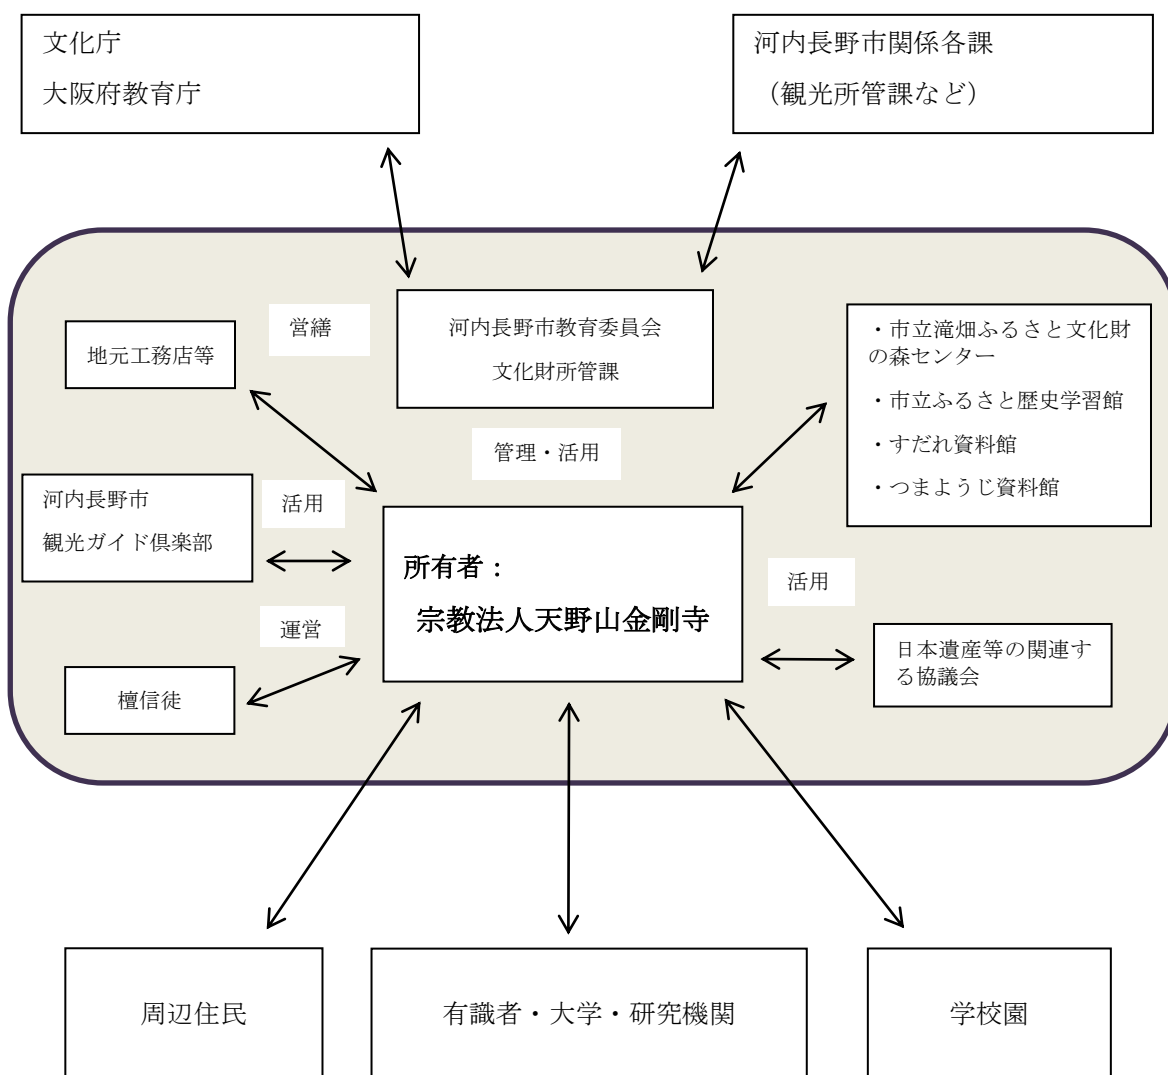 文化庁
大阪府教育庁
河内長野市関係各課
（観光所管課など）
営繕
地元工務店等
河内長野市教育委員会
文化財所管課
・市立滝畑ふるさと文化財
の森センター
・市立ふるさと歴史学習館
・すだれ資料館
・つまようじ資料館
管理・活用
河内長野市
観光ガイド倶楽部
活用
所有者：
宗教法人天野山金剛寺
活用
運営
日本遺産等の関連す
る協議会
檀信徒
周辺住民
有識者・大学・研究機関
学校園